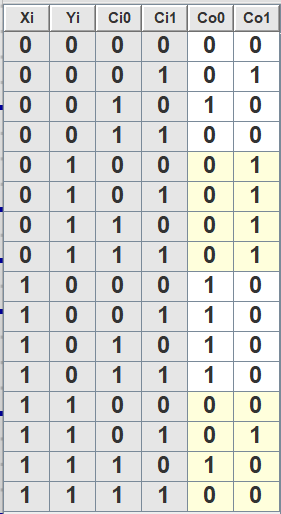 Xi Yi Ci0 Ci1 Co0 Co1
0 0 0 0 0 0
0 0 0 1 0 1
0 0 1 0 1 0
0 0 1 1 0 0
0 1 0 0 0 1
0 1 0 1 0 1
0 1 1 0 0 1
0 1 1 1 0 1
1 0 0 0 1 0
1 0 0 1 1 0
1 0 1 0 1 0
1 0 1 1 1 0
1 1 0 0 0 0
1 1 0 1 0 1
1 1 1 0 1 0
1 1 1 1 0 0